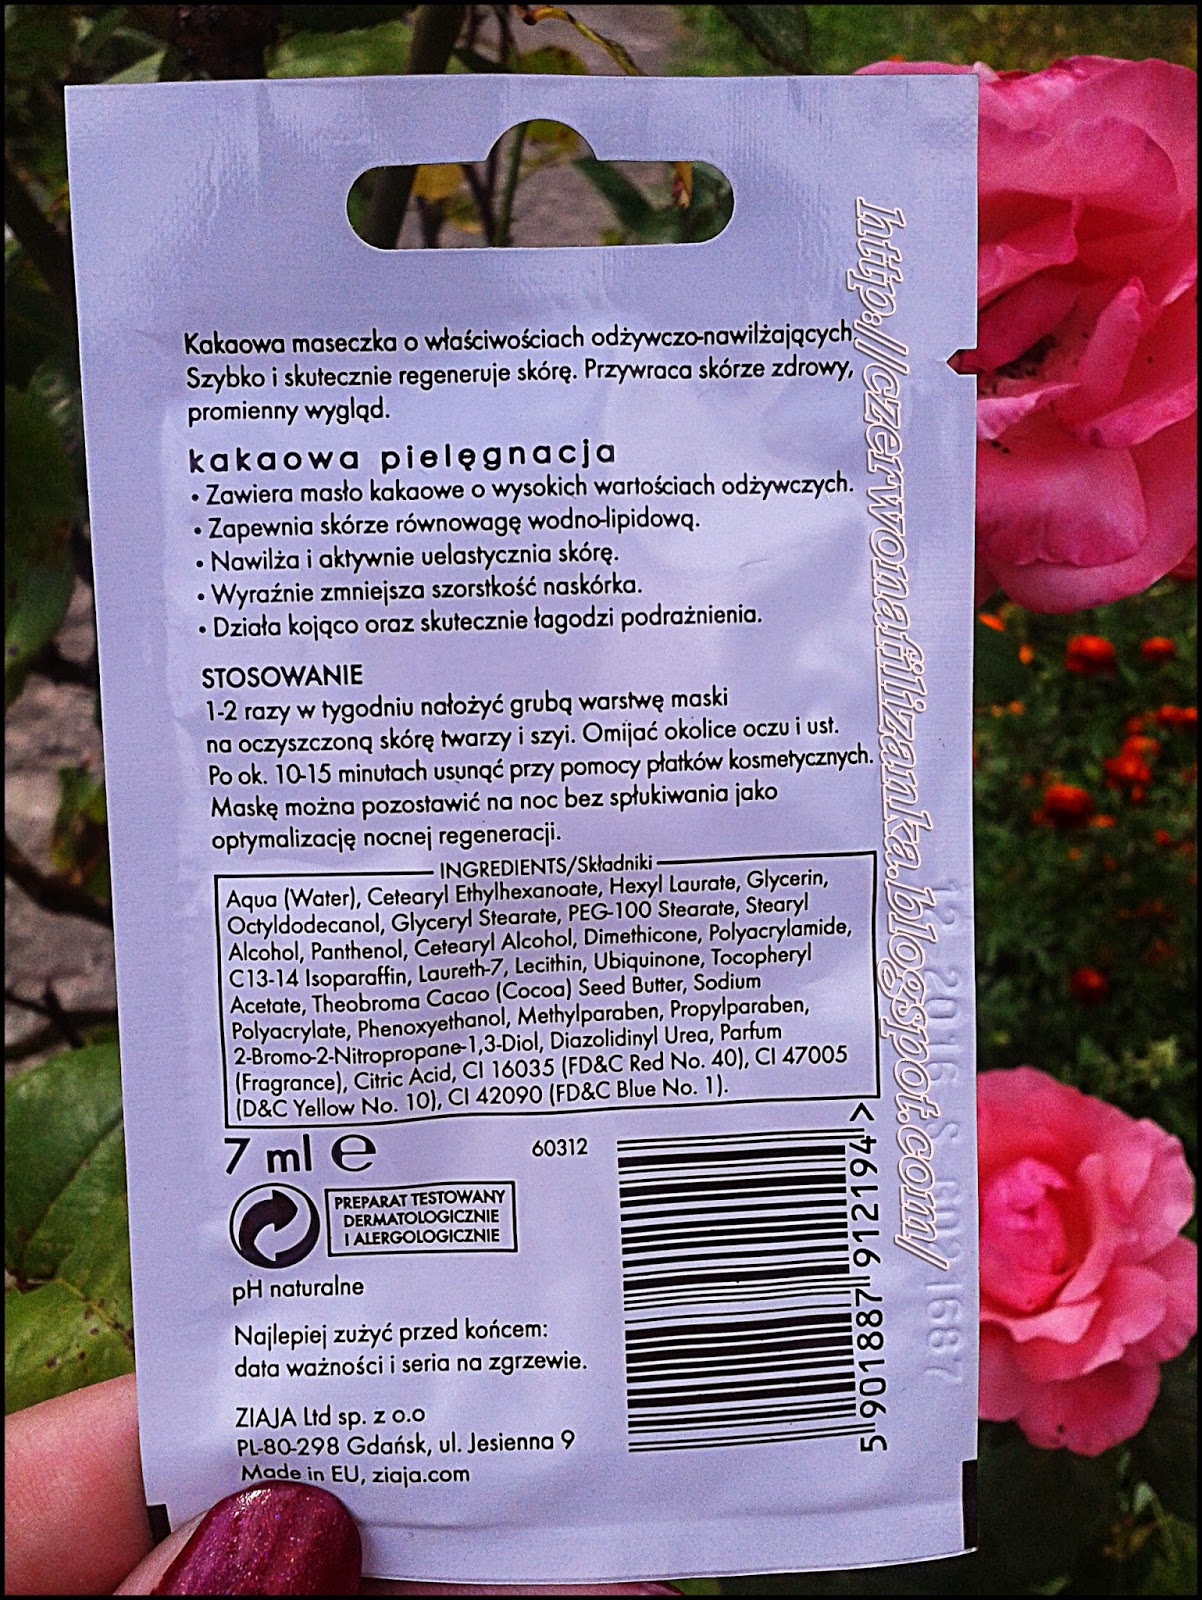 Kakaowa maseczka o właściwościach odżywczo-nawilżających
Szybko i skutecznie regeneruje skórę. Przywraca skórze zdrowy,
promienny wygląd.
kakaowa pielęgnacja
• Zawiera masło kakaowe o wysokich wartościach odżywczych.
• Zapewnia skórze równowagę wodno-lipidową.
• Nawilża i aktywnie uelastycznia skórę.
• Wyraźnie zmniejsza szorstkość naskórka.
• Działa kojąco oraz skutecznie łagodzi podrażnienia.
STOSOWANIE
1-2 razy w tygodniu nałożyć grubą warstwę maski
na oczyszczoną skórę twarzy i szyi. Omijać okolice oczu i ust.
Po ok. 10-15 minutach usunąć przy pomocy płatków kosmetycznych.
Maskę można pozostawić na noc bez spłukiwania jako
optymalizację nocnej regeneracji.
INGREDIENTS/Składniki
Aqua (Water), Cetearyl Ethylhexanoate, Hexyl Laurate, Glycerin,
Octyldodecanol, Glyceryl Stearate, PEG-100 Stearate, Stearyl
Alcohol, Panthenol, Cetearyl Alcohol, Dimethicone, Polyacrylamide,
C13-14 Isoparaffin, Laureth-7, Lecithin, Ubiquinone, Tocopheryl
Acetate, Theobroma Cacao (Cocoa) Seed Butter, Sodium
Polyacrylate, Phenoxyethanol, Methylparaben, Propylparaben,
2-Bromo-2-Nitropropane-1,3-Diol, Diazolidinyl Urea, Parfum
(Fragrance), Citric Acid, CI 16035 (FD&C Red No. 40), CI 47005
(D&C Yellow No. 10), CI 42090 (FD&C Blue No. 1).
7 ml e
60312
PREPARAT TESTOWANY
DERMATOLOGICZNIE
I ALERGOLOGICZNIE
pH naturalne
Najlepiej zużyć przed końcem:
data ważności i seria na zgrzewie.
ZIAJA Ltd sp. z o.o
PL-80-298 Gdańsk, ul. Jesienna 9
Made in EU, ziaja.com
5 901887 912194 >
http://czerwonafilizanka.blogspot.com/
12 2016